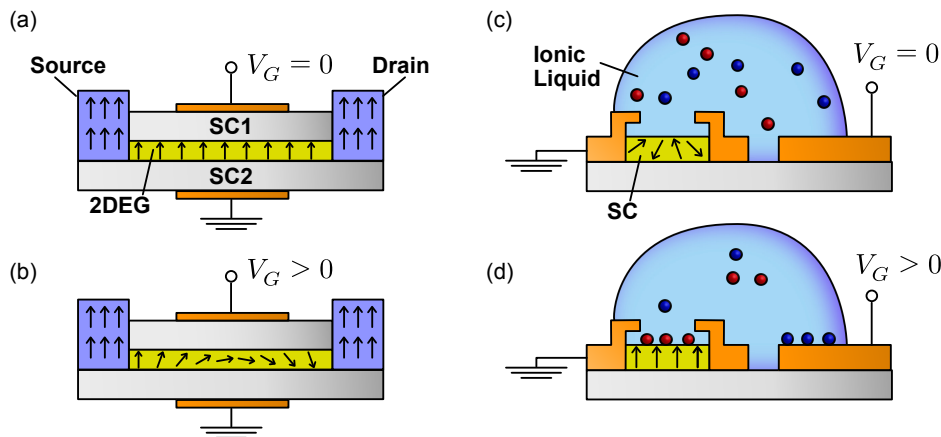 (a)
Source
V_G = 0
Drain
SC1
SC2
2DEG
(b)
V_G > 0
(c)
Ionic
Liquid
V_G = 0
SC
(d)
V_G > 0